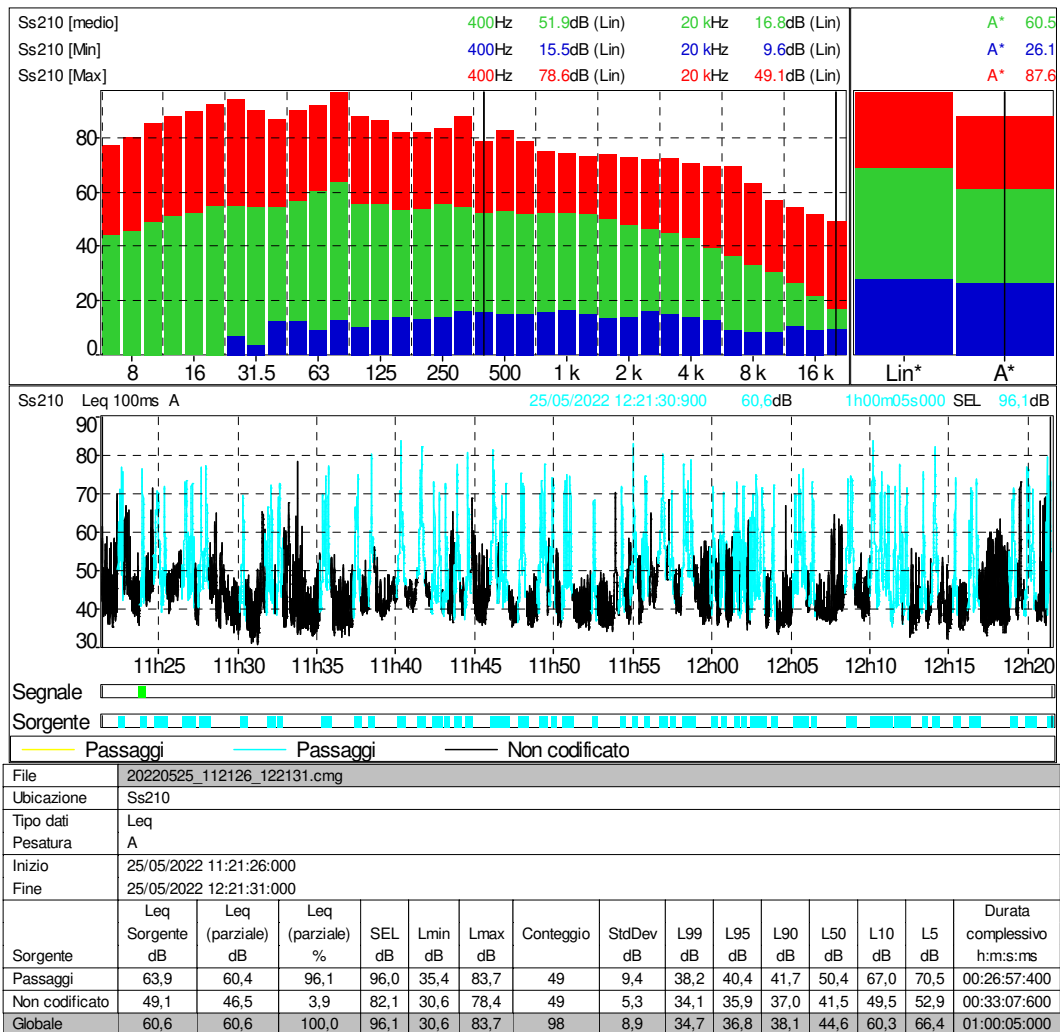 Ss210 [medio] 400Hz 51.9dB (Lin) 20 kHz 16.8dB (Lin) A* 60.5
Ss210 [Min] 400Hz 15.5dB (Lin) 20 kHz 9.6dB (Lin) A* 26.1
Ss210 [Max] 400Hz 78.6dB (Lin) 20 kHz 49.1dB (Lin) A* 87.6
80
60
40
20
0
8 16 31.5 63 125 250 500 1 k 2 k 4 k 8 k 16 k Lin* A*
Ss210 Leq 100ms A 25/05/2022 12:21:30:900 60,6dB 1h00m05s000 SEL 96,1dB
90
80
70
60
50
40
30
11h25 11h30 11h35 11h40 11h45 11h50 11h55 12h00 12h05 12h10 12h15 12h20
Segnale
Sorgente
Passaggi Passaggi Non codificato
File 20220525_112126_122131.cmg
Ubicazione Ss210
Tipo dati Leq
Pesatura A
Inizio 25/05/2022 11:21:26:000
Fine 25/05/2022 12:21:31:000
Leq Leq Leq Durata
Sorgente (parziale) (parziale) SEL Lmin Lmax Conteggio StdDev L99 L95 L90 L50 L10 L5 complessivo
Sorgente dB dB % dB dB dB dB dB dB dB dB dB dB h:m:s:ms
Passaggi 63,9 60,4 96,1 96,0 35,4 83,7 49 9,4 38,2 40,4 41,7 50,4 67,0 70,5 00:26:57:400
Non codificato 49,1 46,5 3,9 82,1 30,6 78,4 49 5,3 34,1 35,9 37,0 41,5 49,5 52,9 00:33:07:600
Globale 60,6 60,6 100,0 96,1 30,6 83,7 98 8,9 34,7 36,8 38,1 44,6 60,3 66,4 01:00:05:000